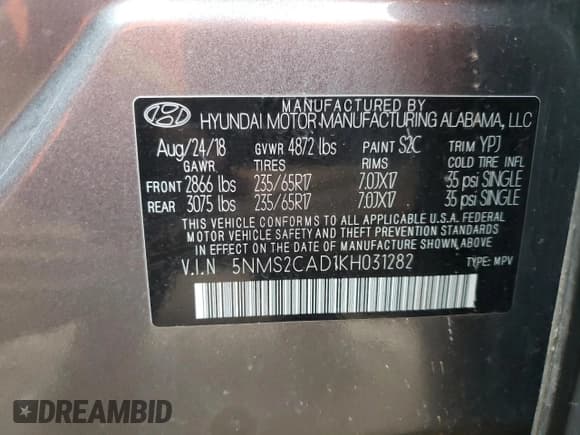 MANUFACTURED BY
HYUNDAI MOTOR MANUFACTURING ALABAMA, LLC
Aug/24/18 GVWR 4872 lbs PAINT S2C TRIM YPJ
GAWR TIRES RIMS COLD TIRE INFL
FRONT 2866 lbs 235/65R17 7.0JX17 35 psi SINGLE
REAR 3075 lbs 235/65R17 7.0JX17 35 psi SINGLE
THIS VEHICLE CONFORMS TO ALL APPLICABLE U.S.A. FEDERAL
MOTOR VEHICLE SAFETY AND THEFT PREVENTION STANDARDS IN
EFFECT ON THE DATE OF MANUFACTURE SHOWN ABOVE.
V.I.N 5NMS2CAD1KH031282 TYPE: MPV
DREAMBID